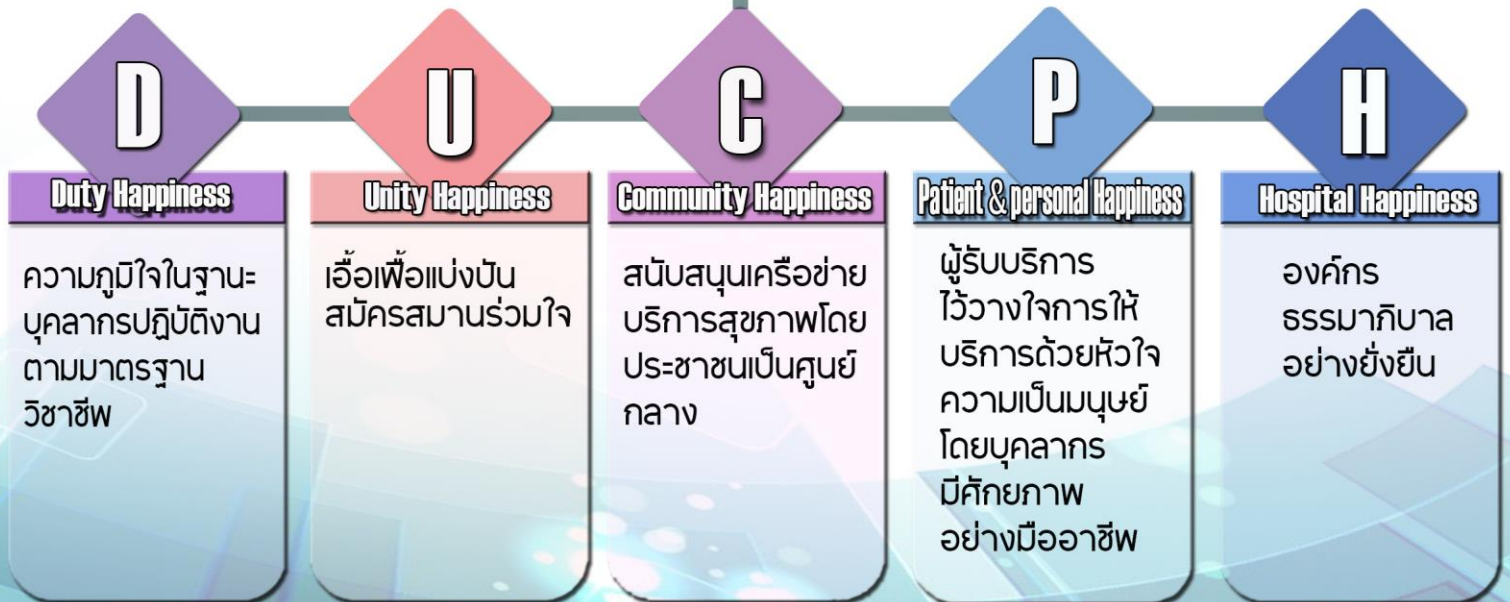 D
U
C
P
H
Duty Happiness
Unity Happiness
Community Happiness
Patient & personal Happiness
Hospital Happiness
ความภูมิใจในฐานะ
บุคลากรปฏิบัติงาน
ตามมาตรฐาน
วิชาชีพ
เอื้อเฟื้อแบ่งปัน
สมัครสมานร่วมใจ
สนับสนุนเครือข่าย
บริการสุขภาพโดย
ประชาชนเป็นศูนย์
กลาง
ผู้รับบริการ
ไว้วางใจการให้
บริการด้วยหัวใจ
ความเป็นมนุษย์
โดยบุคลากร
มีศักยภาพ
อย่างมืออาชีพ
องค์กร
ธรรมาภิบาล
อย่างยั่งยืน